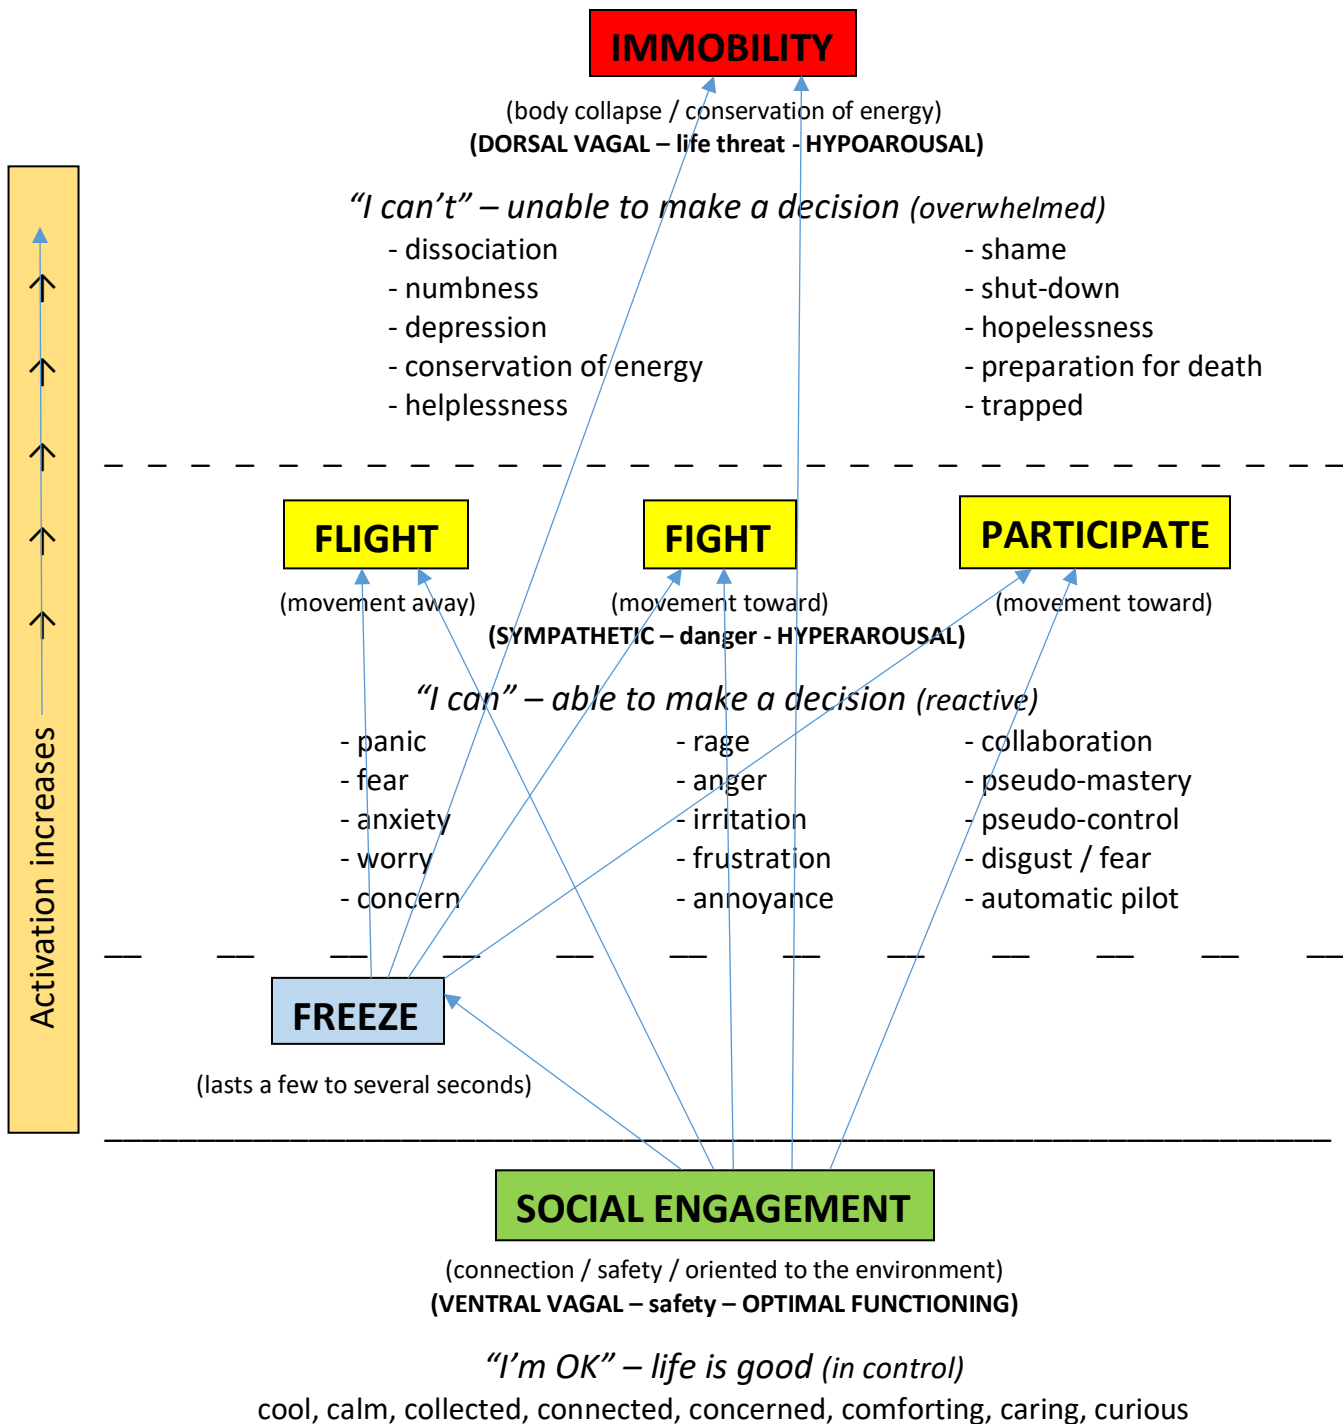 IMMOBILITY
(body collapse / conservation of energy)
(DORSAL VAGAL – life threat - HYPOAROUSAL)
“I can’t” – unable to make a decision (overwhelmed)
- dissociation - shame
- numbness - shut-down
- depression - hopelessness
- conservation of energy - preparation for death
- helplessness - trapped
FLIGHT FIGHT PARTICIPATE
(movement away) (movement toward) (movement toward)
(SYMPATHETIC – danger - HYPERAROUSAL)
“I can” – able to make a decision (reactive)
- panic - rage - collaboration
- fear - anger - pseudo-mastery
- anxiety - irritation - pseudo-control
- worry - frustration - disgust / fear
- concern - annoyance - automatic pilot
FREEZE
(lasts a few to several seconds)
SOCIAL ENGAGEMENT
(connection / safety / oriented to the environment)
(VENTRAL VAGAL – safety – OPTIMAL FUNCTIONING)
“I’m OK” – life is good (in control)
cool, calm, collected, connected, concerned, comforting, caring, curious
Activation increases